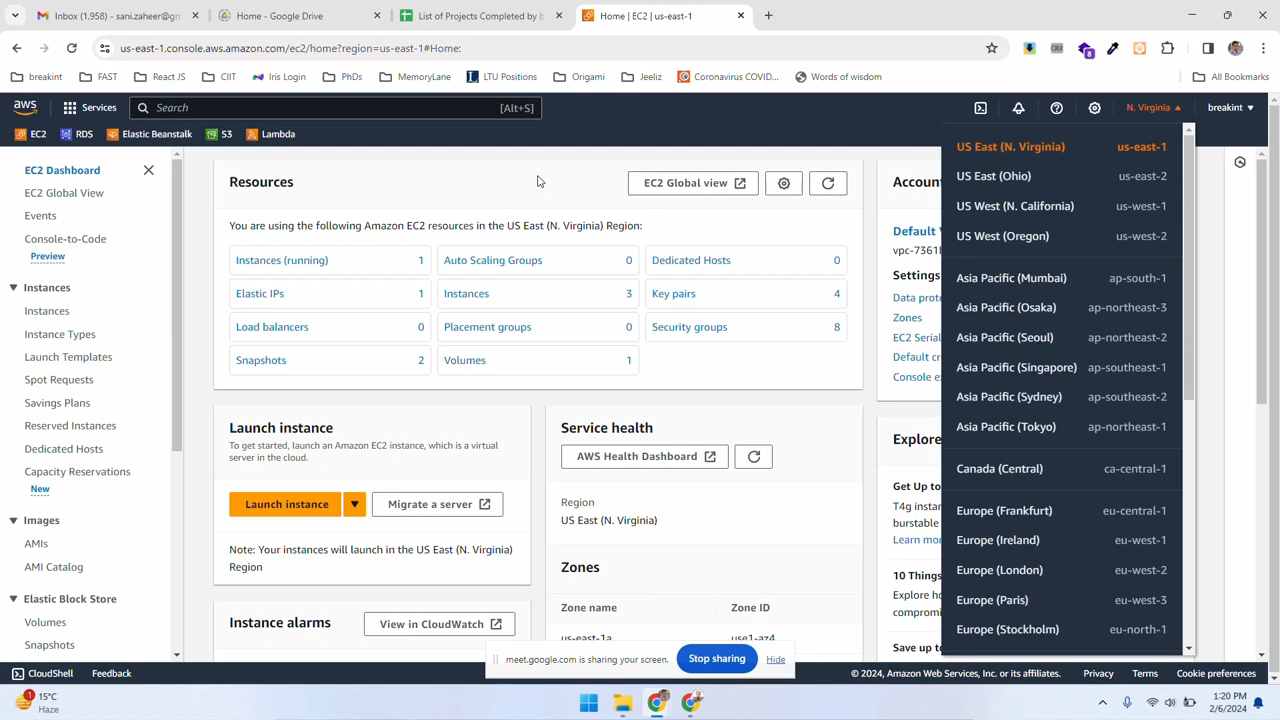 Inbox (1,958) - sani.zaheer@gn
Home - Google Drive
List of Projects Completed by b
Home | EC2 | us-east-1
us-east-1.console.aws.amazon.com/ec2/home?region=us-east-1#Home:
breakint
FAST
React JS
CIIT
Iris Login
PhDs
MemoryLane
LTU Positions
Origami
Jeeliz
Coronavirus COVID...
Words of wisdom
All Bookmarks
aws
Services
Search
[Alt+S]
N. Virginia
breakint
EC2
RDS
Elastic Beanstalk
S3
Lambda
EC2 Dashboard
EC2 Global View
Events
Console-to-Code
Preview
Instances
Instances
Instance Types
Launch Templates
Spot Requests
Savings Plans
Reserved Instances
Dedicated Hosts
Capacity Reservations
New
Images
AMIs
AMI Catalog
Elastic Block Store
Volumes
Snapshots
Resources
EC2 Global view
You are using the following Amazon EC2 resources in the US East (N. Virginia) Region:
Instances (running) 1
Auto Scaling Groups 0
Dedicated Hosts 0
Elastic IPs 1
Instances 3
Key pairs 4
Load balancers 0
Placement groups 0
Security groups 8
Snapshots 2
Volumes 1
Launch instance
To get started, launch an Amazon EC2 instance, which is a virtual
server in the cloud.
Launch instance
Migrate a server
Note: Your instances will launch in the US East (N. Virginia)
Region
Instance alarms
View in CloudWatch
Service health
AWS Health Dashboard
Region
US East (N. Virginia)
Zones
Zone name
Zone ID
us-east-1a
use1-az4
Account
Default V
vpc-7361b
Settings
Data prote
Zones
EC2 Serial
Default cr
Console ex
Explore
Get Up to
T4g instan
burstable
Learn mor
10 Things
Explore ho
compromi
Save up to
US East (N. Virginia) us-east-1
US East (Ohio) us-east-2
US West (N. California) us-west-1
US West (Oregon) us-west-2
Asia Pacific (Mumbai) ap-south-1
Asia Pacific (Osaka) ap-northeast-3
Asia Pacific (Seoul) ap-northeast-2
Asia Pacific (Singapore) ap-southeast-1
Asia Pacific (Sydney) ap-southeast-2
Asia Pacific (Tokyo) ap-northeast-1
Canada (Central) ca-central-1
Europe (Frankfurt) eu-central-1
Europe (Ireland) eu-west-1
Europe (London) eu-west-2
Europe (Paris) eu-west-3
Europe (Stockholm) eu-north-1
meet.google.com is sharing your screen.
Stop sharing
Hide
CloudShell
Feedback
© 2024, Amazon Web Services, Inc. or its affiliates.
Privacy
Terms
Cookie preferences
1
15°C
Haze
1:20 PM
2/6/2024